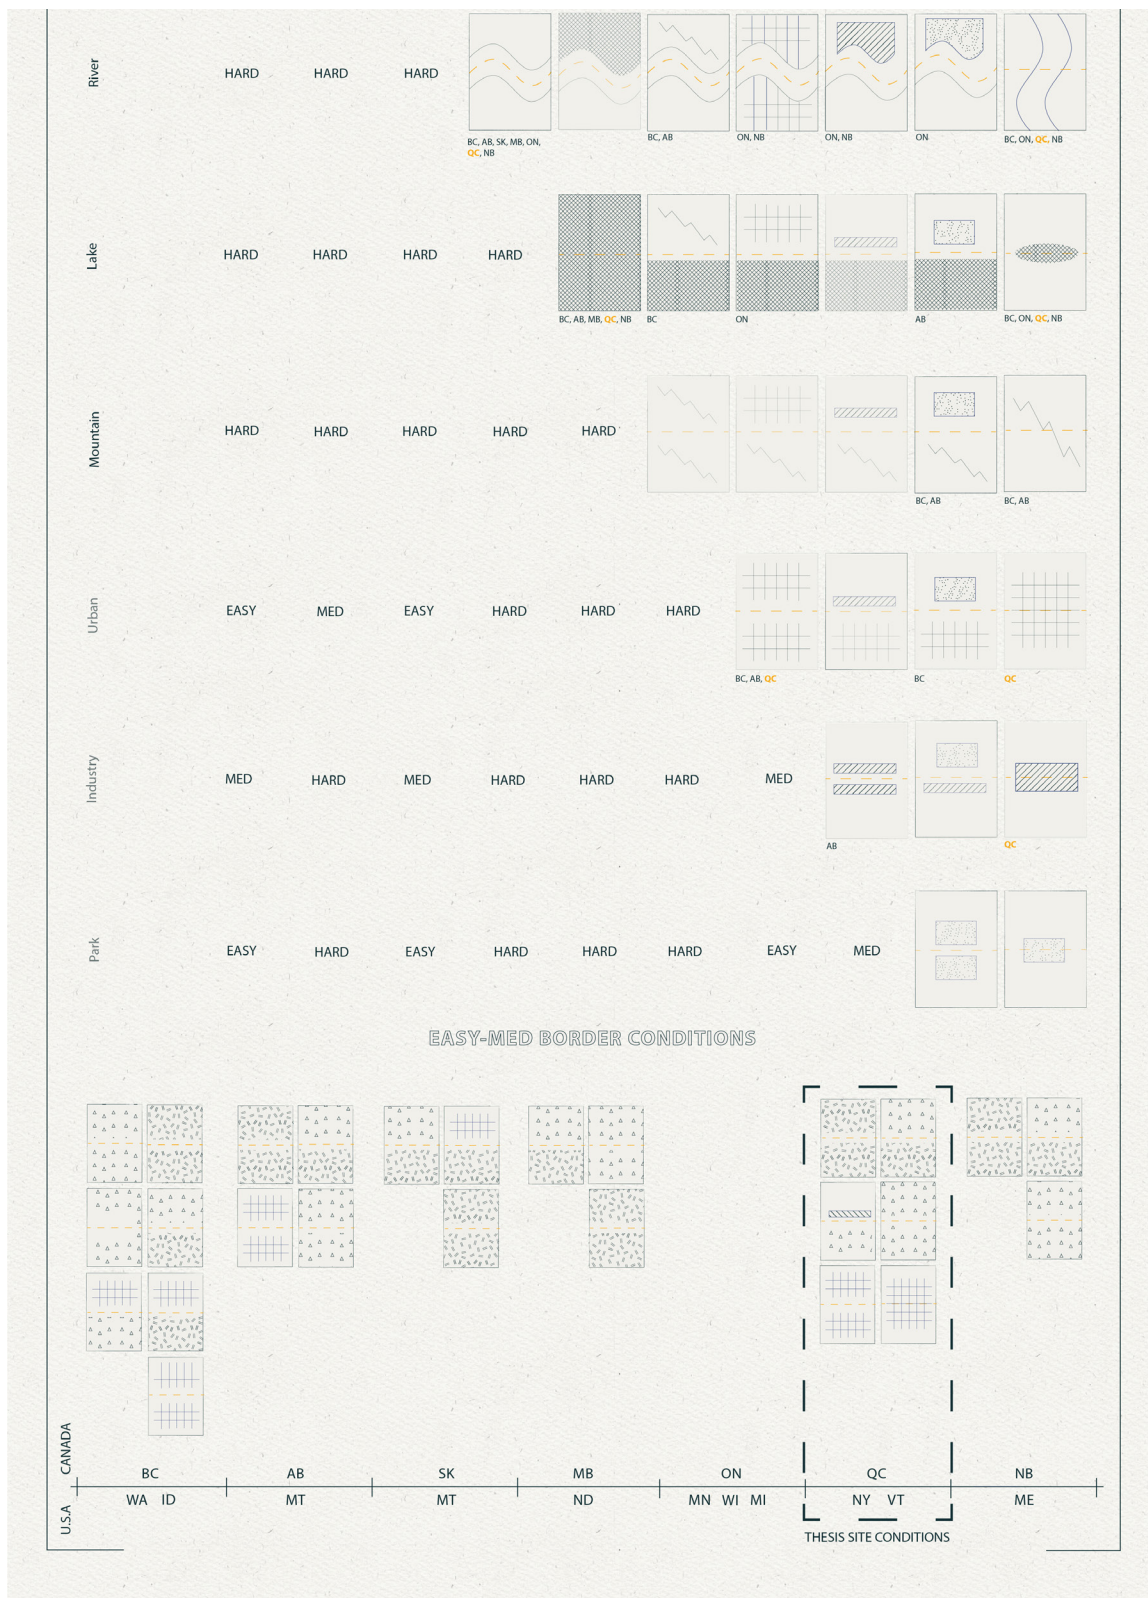 River
HARD HARD HARD
BC, AB, SK, MB, ON,
QC, NB
BC, AB
ON, NB
ON, NB
ON
BC, ON, QC, NB
Lake
HARD HARD HARD HARD
BC, AB, MB, QC, NB
BC
ON
AB
BC, ON, QC, NB
Mountain
HARD HARD HARD HARD HARD
BC, AB
BC, AB
Urban
EASY MED EASY HARD HARD HARD
BC, AB, QC
BC
QC
Industry
MED HARD MED HARD HARD HARD MED
AB
QC
Park
EASY HARD EASY HARD HARD HARD EASY MED
EASY-MED BORDER CONDITIONS
CANADA
BC AB SK MB ON QC NB
U.S.A
WA ID MT MT ND MN WI MI NY VT ME
THESIS SITE CONDITIONS